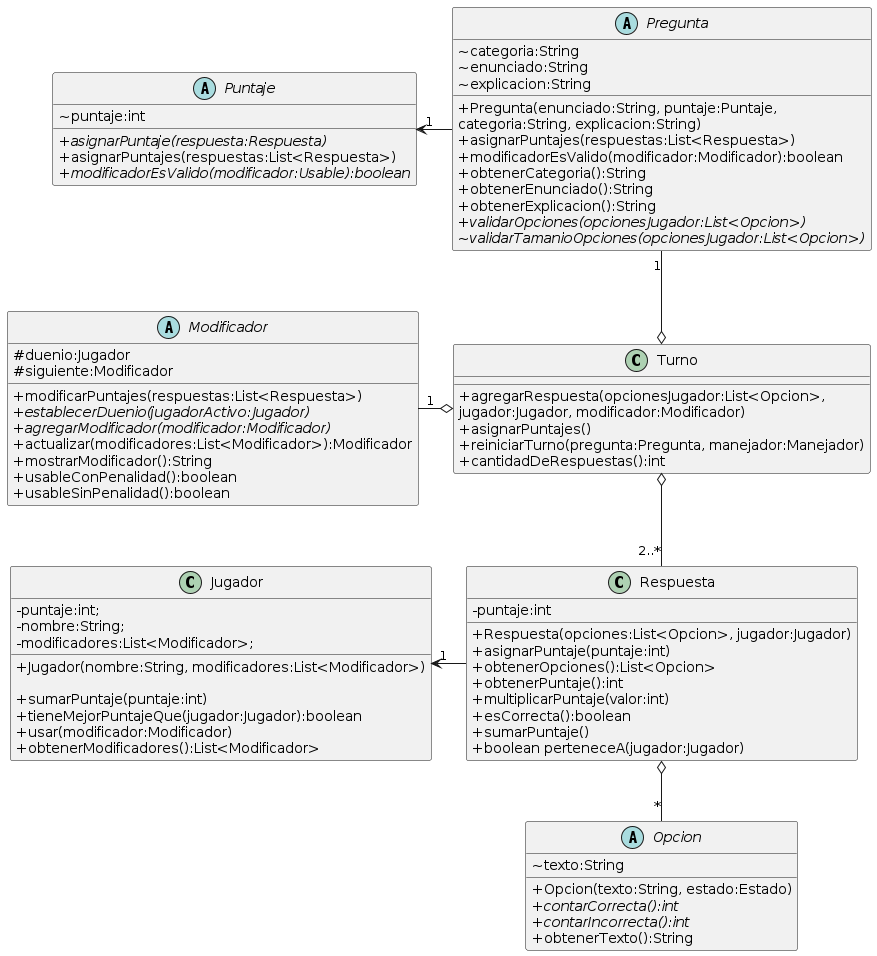 A Pregunta
~categoria:String
~enunciado:String
~explicacion:String
+Pregunta(enunciado:String, puntaje:Puntaje,
categoria:String, explicacion:String)
+asignarPuntajes(respuestas:List<Respuesta>)
+modificadorEsValido(modificador:Modificador):boolean
+obtenerCategoria():String
+obtenerEnunciado():String
+obtenerExplicacion():String
+validarOpciones(opcionesJugador:List<Opcion>)
~validarTamanioOpciones(opcionesJugador:List<Opcion>)
A Puntaje
~puntaje:int
+asignarPuntaje(respuesta:Respuesta)
+asignarPuntajes(respuestas:List<Respuesta>)
+modificadorEsValido(modificador:Usable):boolean
1
1
A Modificador
#duenio:Jugador
#siguiente:Modificador
+modificarPuntajes(respuestas:List<Respuesta>)
+establecerDuenio(jugadorActivo:Jugador)
+agregarModificador(modificador:Modificador)
+actualizar(modificadores:List<Modificador>):Modificador
+mostrarModificador():String
+usableConPenalidad():boolean
+usableSinPenalidad():boolean
1
C Turno
+agregarRespuesta(opcionesJugador:List<Opcion>,
jugador:Jugador, modificador:Modificador)
+asignarPuntajes()
+reiniciarTurno(pregunta:Pregunta, manejador:Manejador)
+cantidadDeRespuestas():int
2..*
C Jugador
-puntaje:int;
-nombre:String;
-modificadores:List<Modificador>;
+Jugador(nombre:String, modificadores:List<Modificador>)
+sumarPuntaje(puntaje:int)
+tieneMejorPuntajeQue(jugador:Jugador):boolean
+usar(modificador:Modificador)
+obtenerModificadores():List<Modificador>
1
C Respuesta
-puntaje:int
+Respuesta(opciones:List<Opcion>, jugador:Jugador)
+asignarPuntaje(puntaje:int)
+obtenerOpciones():List<Opcion>
+obtenerPuntaje():int
+multiplicarPuntaje(valor:int)
+esCorrecta():boolean
+sumarPuntaje()
+boolean perteneceA(jugador:Jugador)
*
A Opcion
~texto:String
+Opcion(texto:String, estado:Estado)
+contarCorrecta():int
+contarIncorrecta():int
+obtenerTexto():String